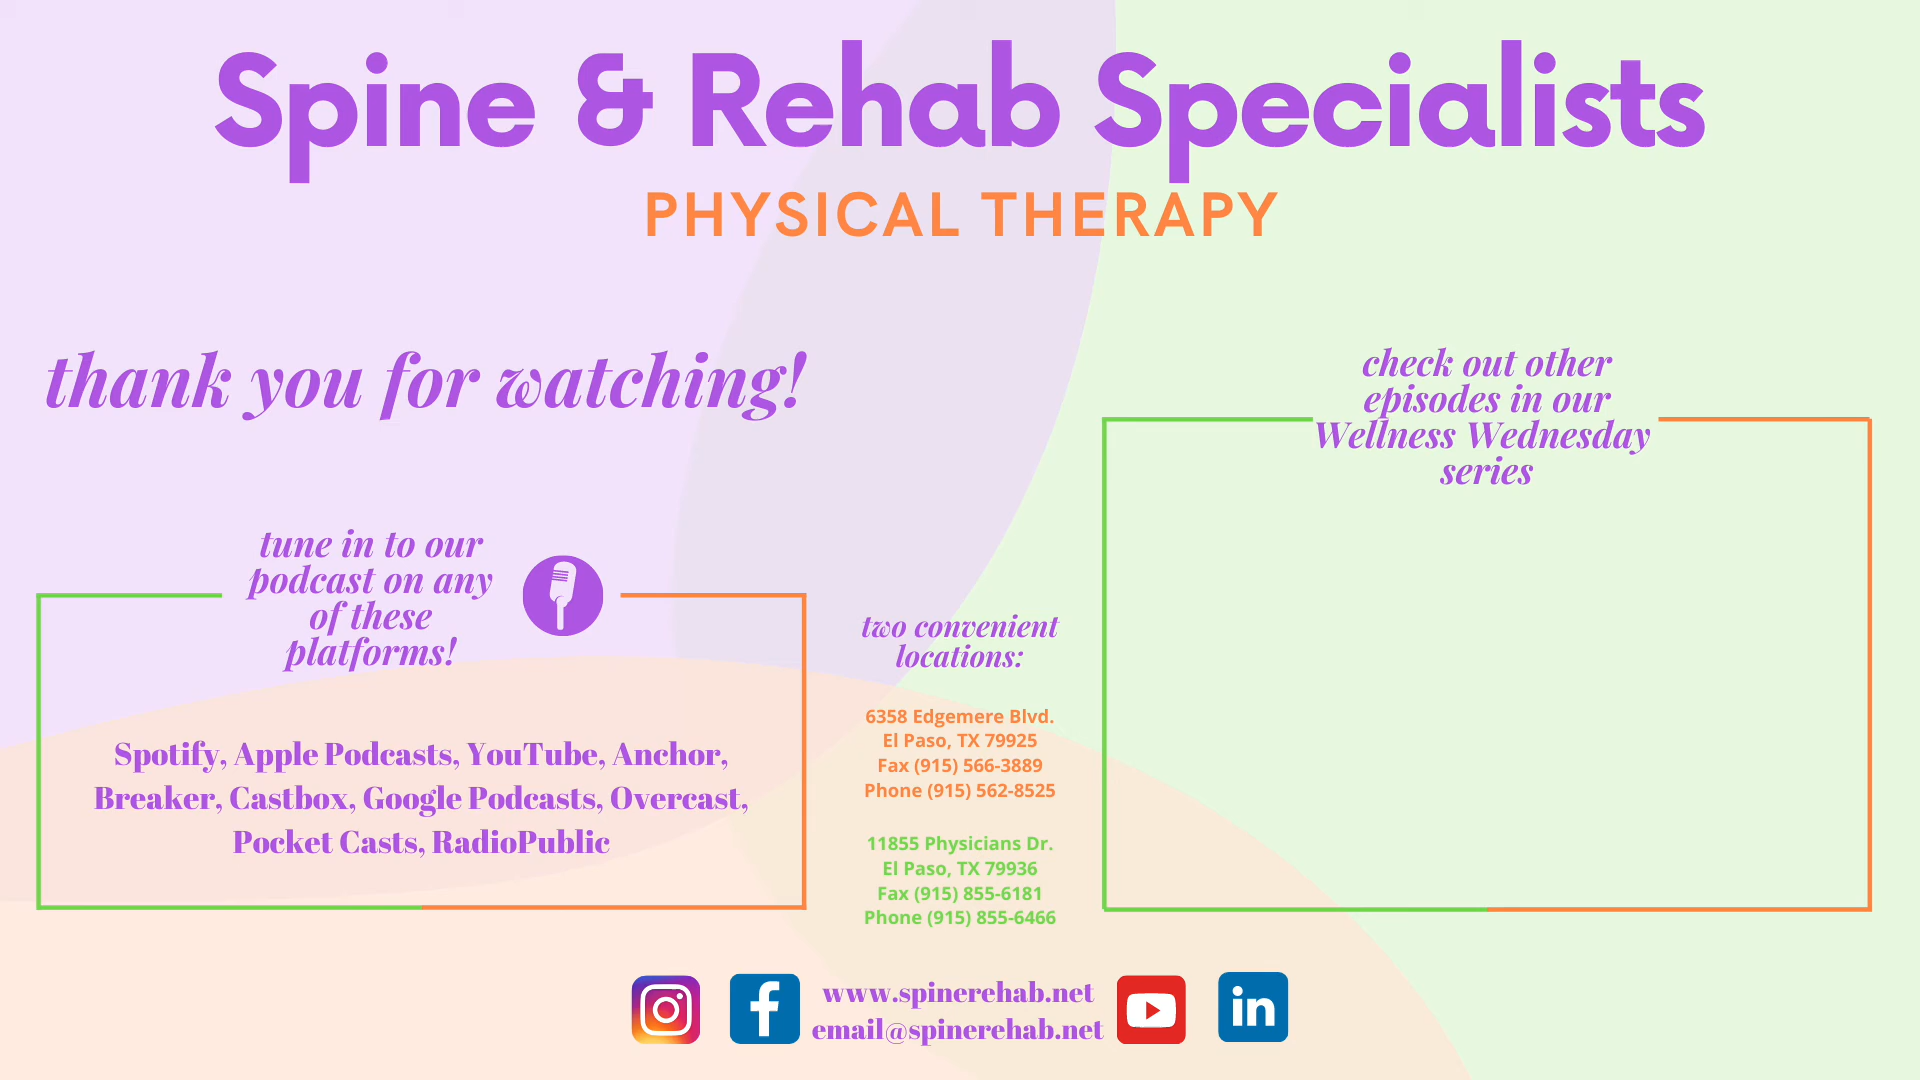 Spine & Rehab Specialists
PHYSICAL THERAPY
thank you for watching!
check out other
episodes in our
Wellness Wednesday
series
tune in to our
podcast on any
of these
platforms!
Spotify, Apple Podcasts, YouTube, Anchor,
Breaker, Castbox, Google Podcasts, Overcast,
Pocket Casts, RadioPublic
two convenient
locations:
6358 Edgemere Blvd.
El Paso, TX 79925
Fax (915) 566-3889
Phone (915) 562-8525
11855 Physicians Dr.
El Paso, TX 79936
Fax (915) 855-6181
Phone (915) 855-6466
www.spinerehab.net
email@spinerehab.net